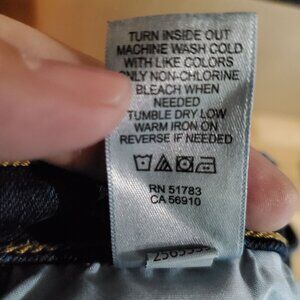 TURN INSIDE OUT
MACHINE WASH COLD
WITH LIKE COLORS
ONLY NON-CHLORINE
BLEACH WHEN
NEEDED
TUMBLE DRY LOW
WARM IRON ON
REVERSE IF NEEDED
RN 51783
CA 56910